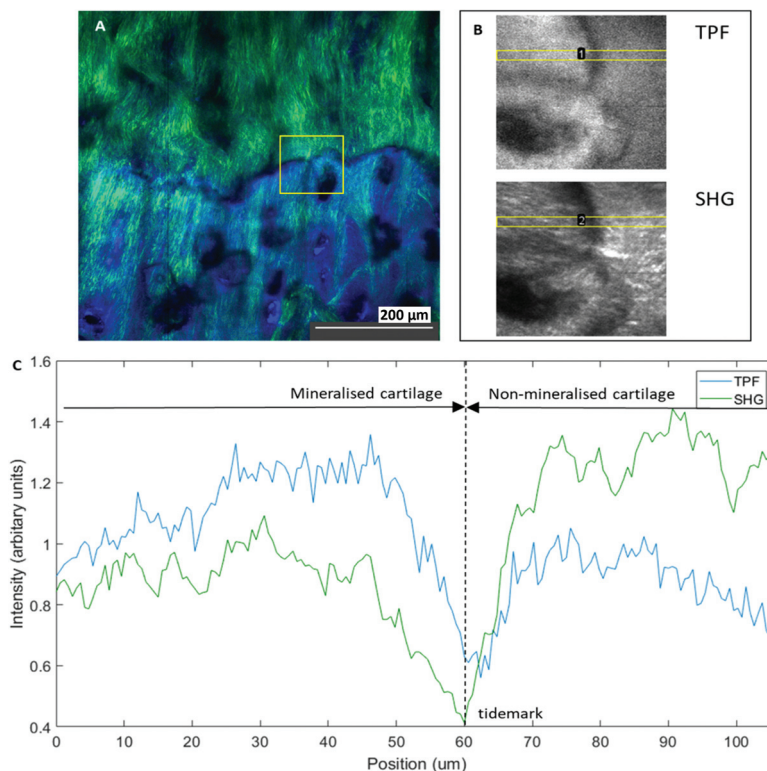 A
200 µm
B
TPF
1
SHG
2
C
1.6
1.4
1.2
1
0.8
0.6
0.4
Intensity (arbitary units)
Mineralised cartilage
Non-mineralised cartilage
TPF
SHG
tidemark
0 10 20 30 40 50 60 70 80 90 100
Position (um)